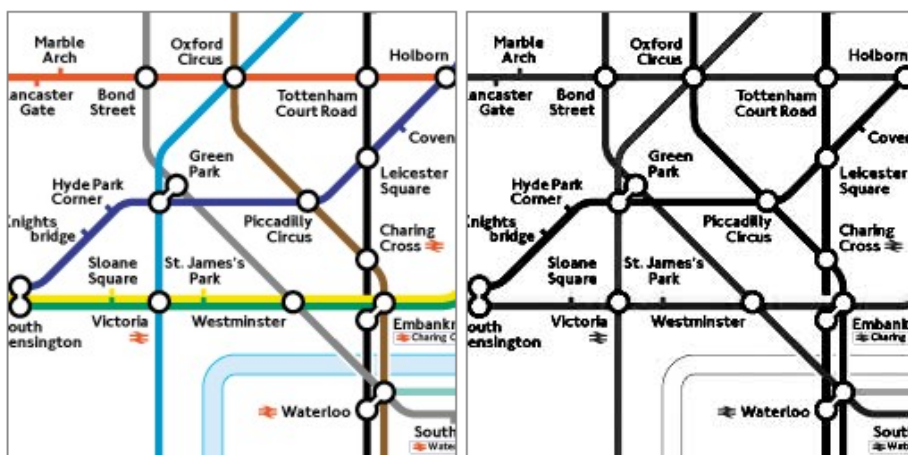 Marble
Arch
Oxford
Circus
Holborn
ancaster
Gate
Bond
Street
Tottenham
Court Road
Coven
Green
Park
Leicester
Square
Hyde Park
Corner
Knights
bridge
Piccadilly
Circus
Charing
Cross
Sloane
Square
St. James's
Park
outh
ensington
Victoria
Westminster
Embankm
Charing C
Waterloo
South
Wate
Marble
Arch
Oxford
Circus
Holborn
ancaster
Gate
Bond
Street
Tottenham
Court Road
Coven
Green
Park
Leicester
Square
Hyde Park
Corner
Knights
bridge
Piccadilly
Circus
Charing
Cross
Sloane
Square
St. James's
Park
outh
ensington
Victoria
Westminster
Embank
Charing
Waterloo
South
Wate